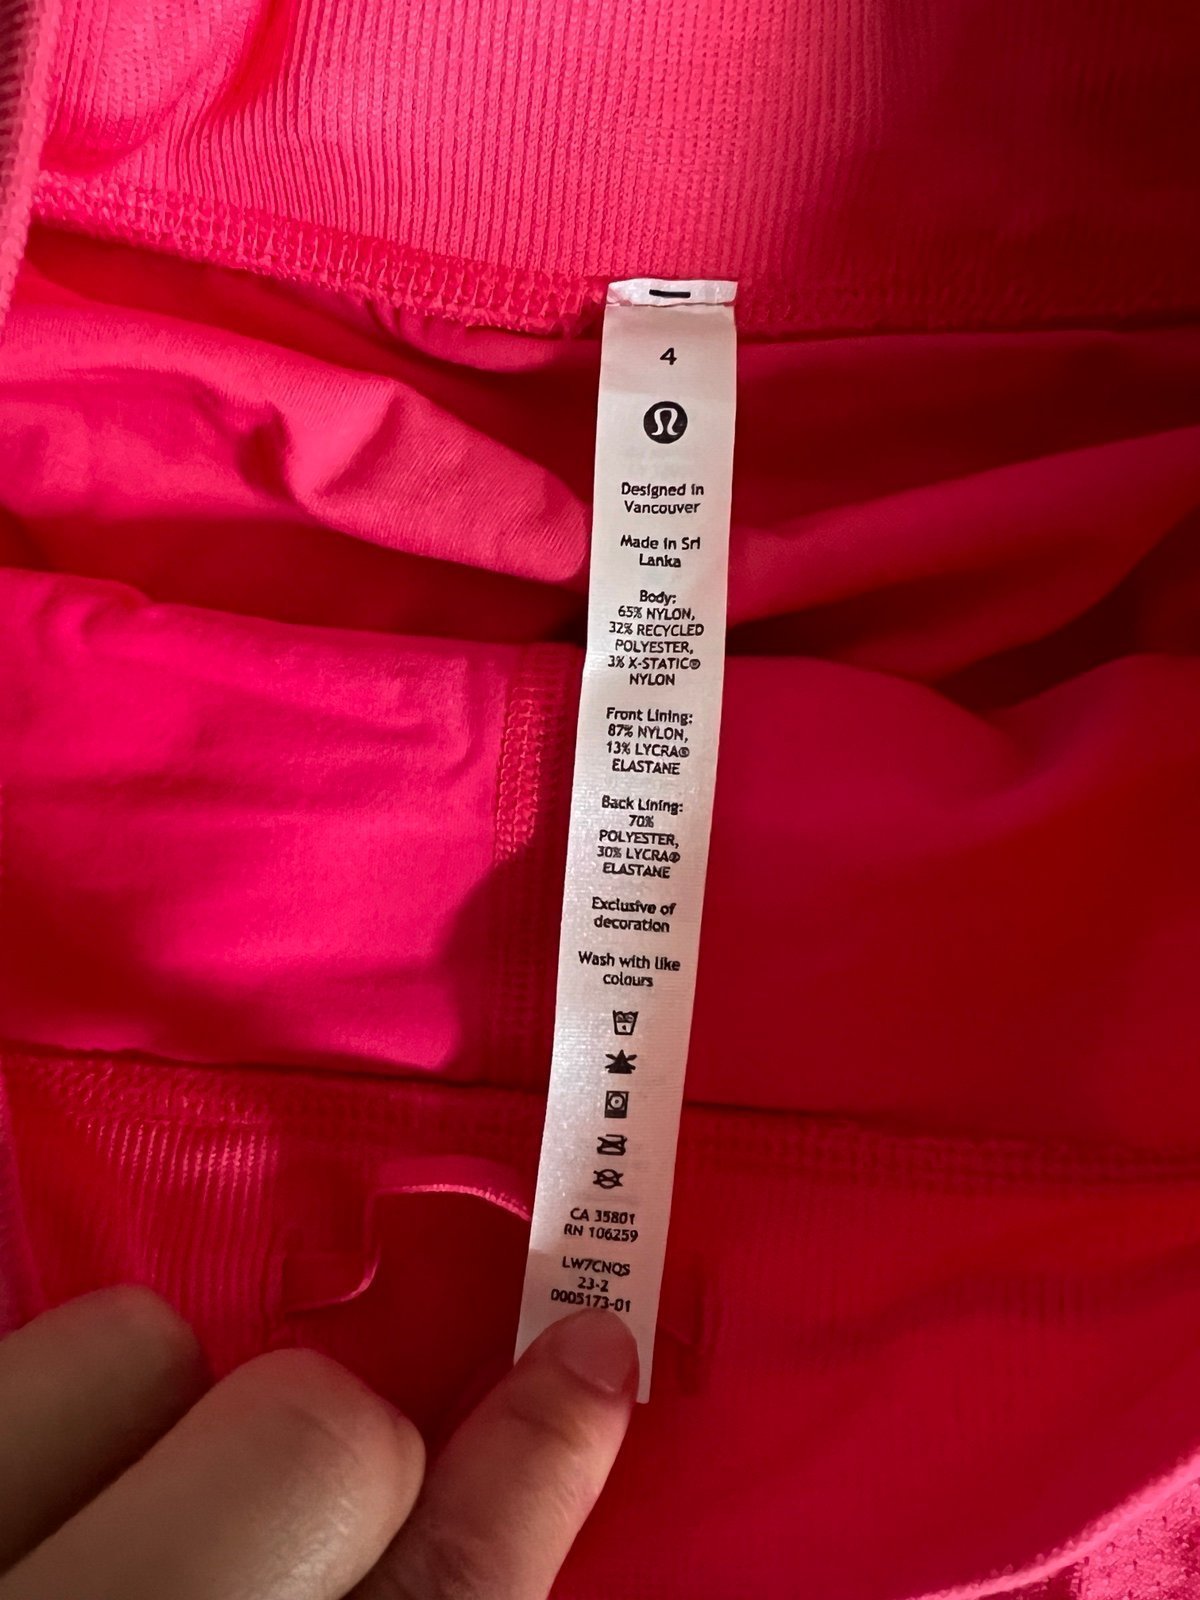 4
Designed in
Vancouver
Made in Sri
Lanka
Body:
65% NYLON,
32% RECYCLED
POLYESTER,
3% X-STATIC®
NYLON
Front Lining:
87% NYLON,
13% LYCRA®
ELASTANE
Back Lining:
70%
POLYESTER,
30% LYCRA®
ELASTANE
Exclusive of
decoration
Wash with like
colours
CA 35801
RN 106259
LW7CNQS
23-2
0005173-01